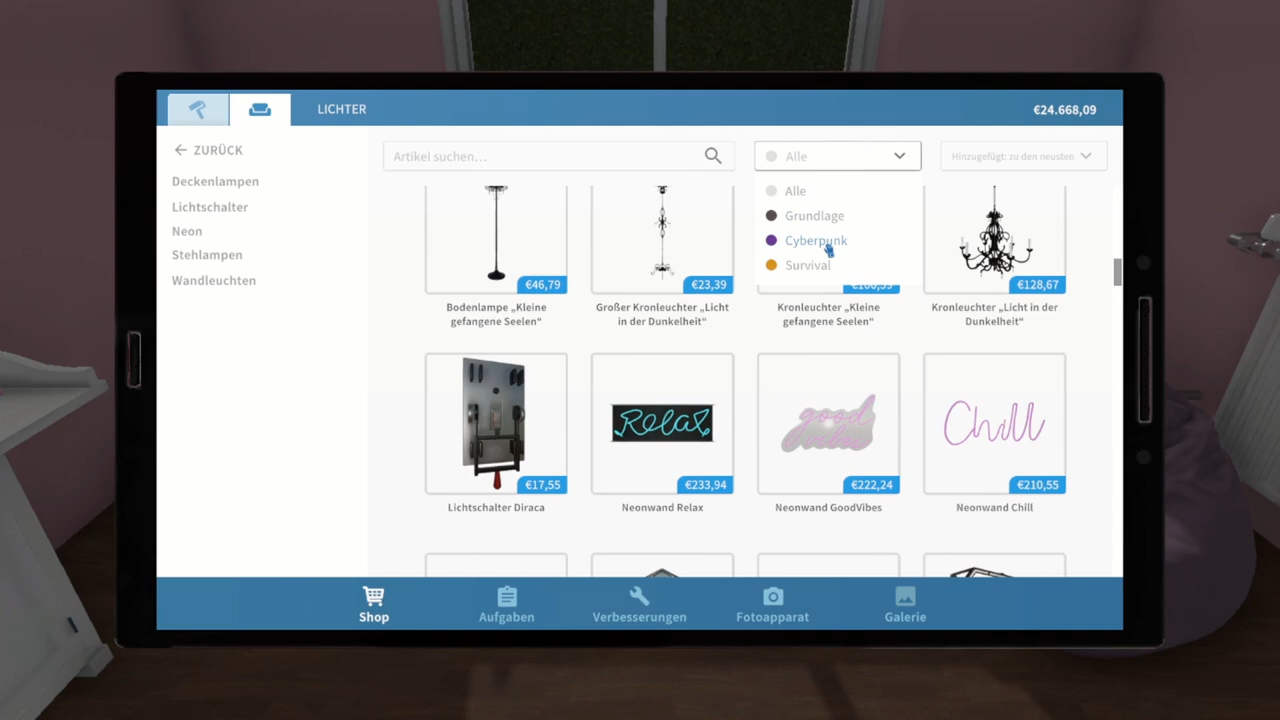 LICHTER
€24.668,09
ZURÜCK
Deckenlampen
Lichtschalter
Neon
Stehlampen
Wandleuchten
Artikel suchen...
Alle
Hinzugefügt: zu den neusten
Alle
Grundlage
Cyberpunk
Survival
€46,79
€23,39
€128,67
Bodenlampe „Kleine
gefangene Seelen“
Großer Kronleuchter „Licht
in der Dunkelheit“
Kronleuchter „Kleine
gefangene Seelen“
Kronleuchter „Licht in der
Dunkelheit“
Relax
good
vibes
Chill
€17,55
€233,94
€222,24
€210,55
Lichtschalter Diraca
Neonwand Relax
Neonwand GoodVibes
Neonwand Chill
Shop
Aufgaben
Verbesserungen
Fotoapparat
Galerie